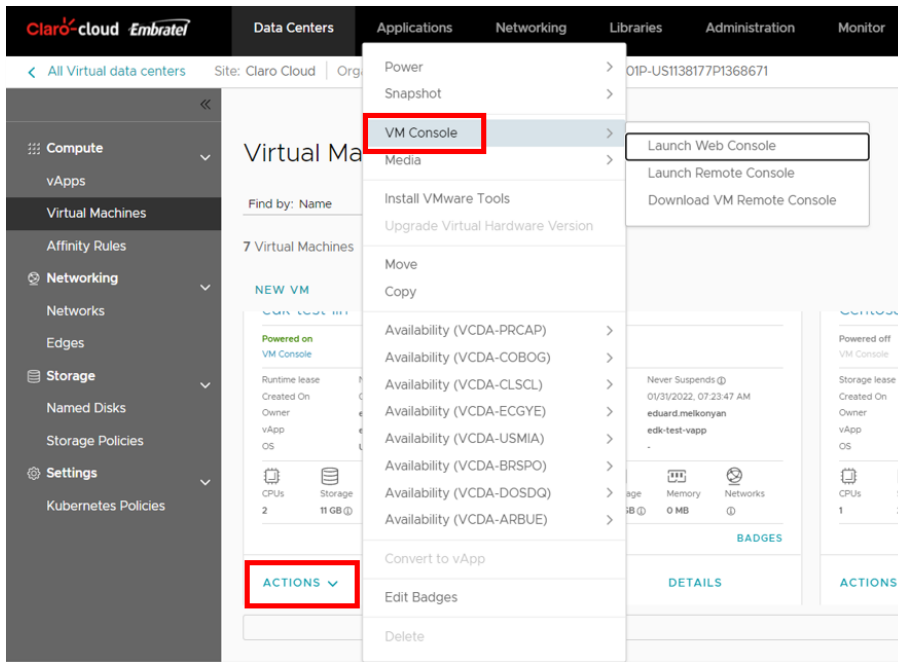 Claro-cloud Embratel
Data Centers Applications Networking Libraries Administration Monitor
All Virtual data centers Site: Claro Cloud Orga 01P-US1138177P1368671
Compute
vApps
Virtual Machines
Affinity Rules
Networking
Networks
Edges
Storage
Named Disks
Storage Policies
Settings
Kubernetes Policies
Virtual Ma
Find by: Name
7 Virtual Machines
NEW VM
edk-test-lin
Powered on
VM Console
Runtime lease
Created On
Owner
vApp
OS
CPUs Storage
2 11 GB
ACTIONS
Power
Snapshot
VM Console
Media
Install VMware Tools
Upgrade Virtual Hardware Version
Move
Copy
Availability (VCDA-PRCAP)
Availability (VCDA-COBOG)
Availability (VCDA-CLSCL)
Availability (VCDA-ECGYE)
Availability (VCDA-USMIA)
Availability (VCDA-BRSPO)
Availability (VCDA-DOSDQ)
Availability (VCDA-ARBUE)
Convert to vApp
Edit Badges
Delete
Launch Web Console
Launch Remote Console
Download VM Remote Console
Never Suspends
01/31/2022, 07:23:47 AM
eduard.melkonyan
edk-test-vapp
-
age Memory Networks
GB 0 MB
BADGES
DETAILS
Powered off
VM Console
Storage lease
Created On
Owner
vApp
OS
CPUs
1
ACTIONS